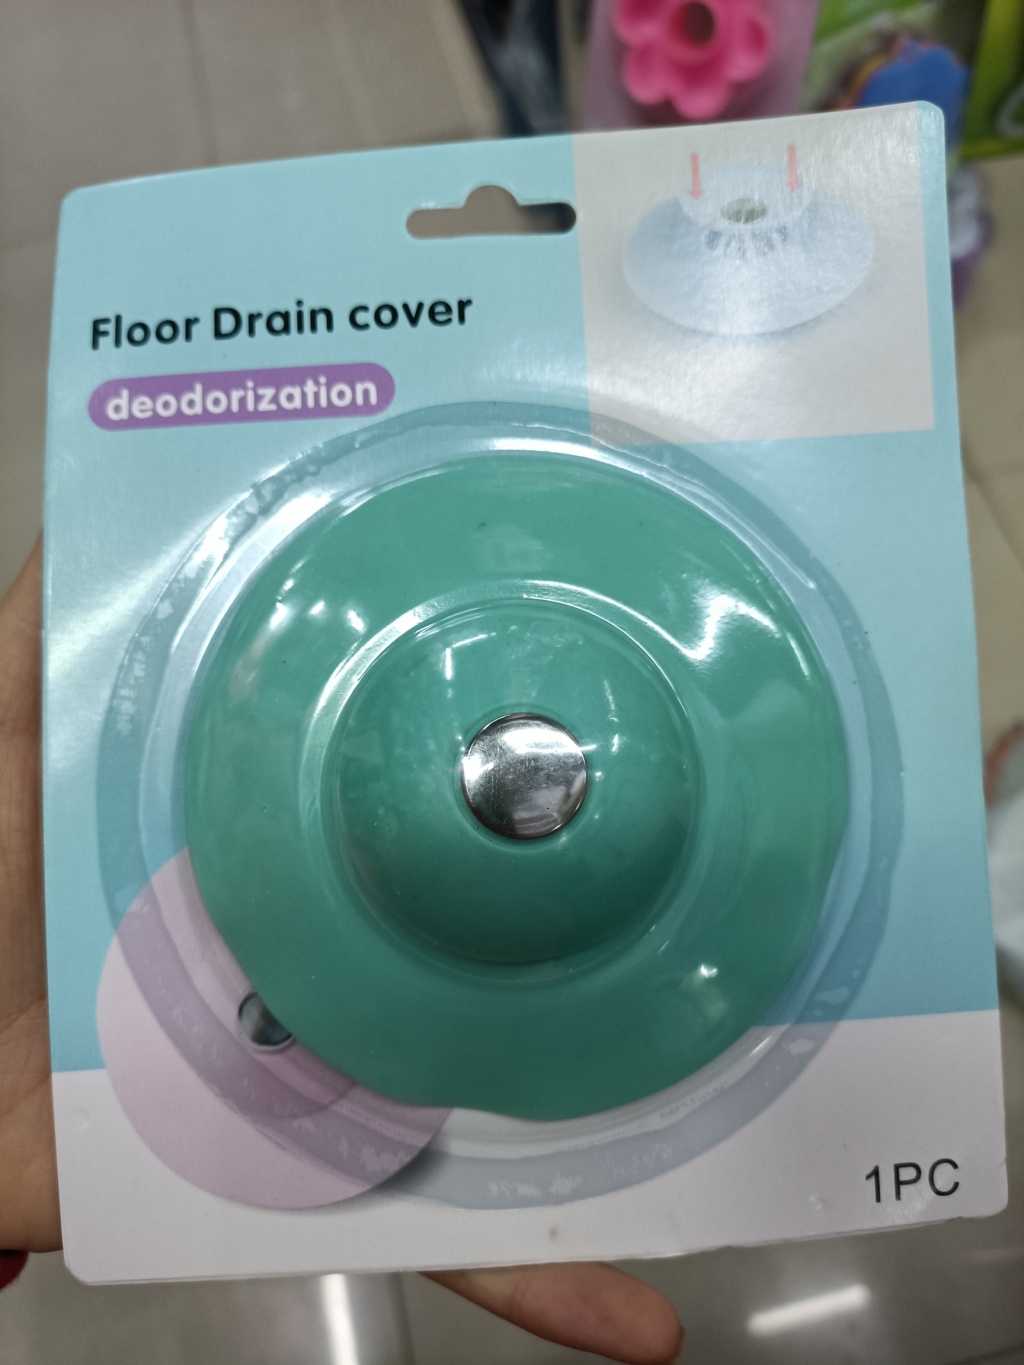 Floor Drain cover
deodorization
1PC